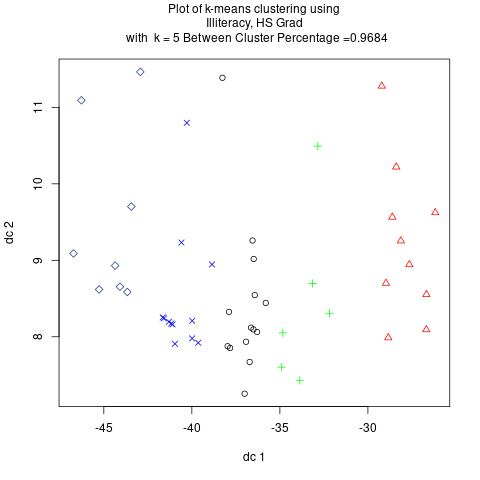 Plot of k-means clustering using
Illiteracy, HS Grad
with k = 5 Between Cluster Percentage =0.9684
dc 2
11
10
9
8
-45 -40 -35 -30
dc 1